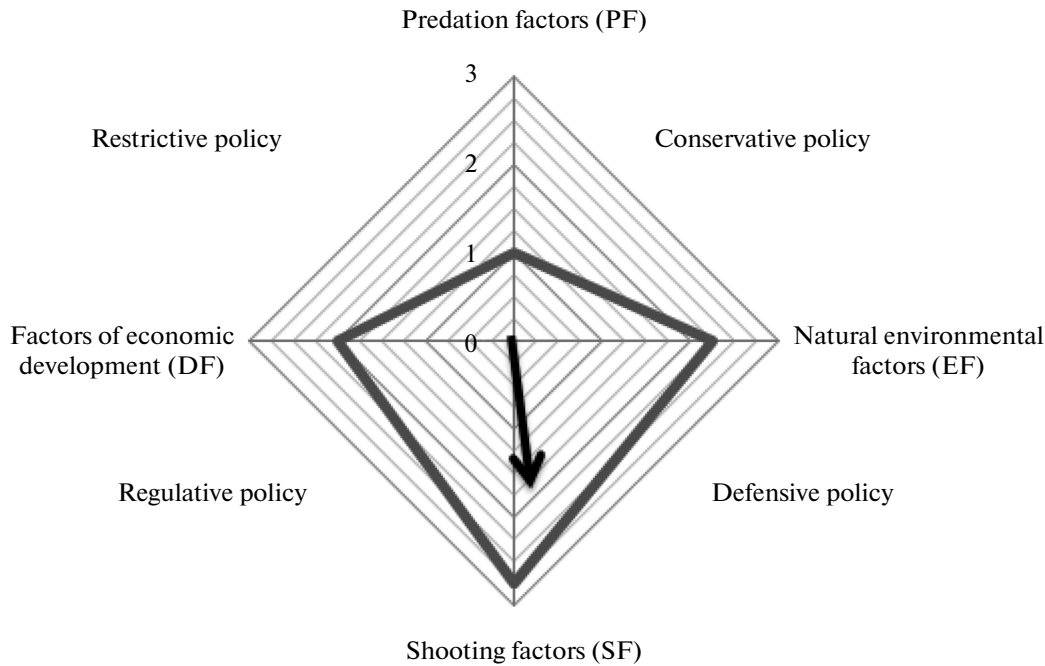 Predation factors (PF)
3
Restrictive policy
Conservative policy
2
1
Factors of economic
development (DF)
0
Natural environmental
factors (EF)
Regulative policy
Defensive policy
Shooting factors (SF)